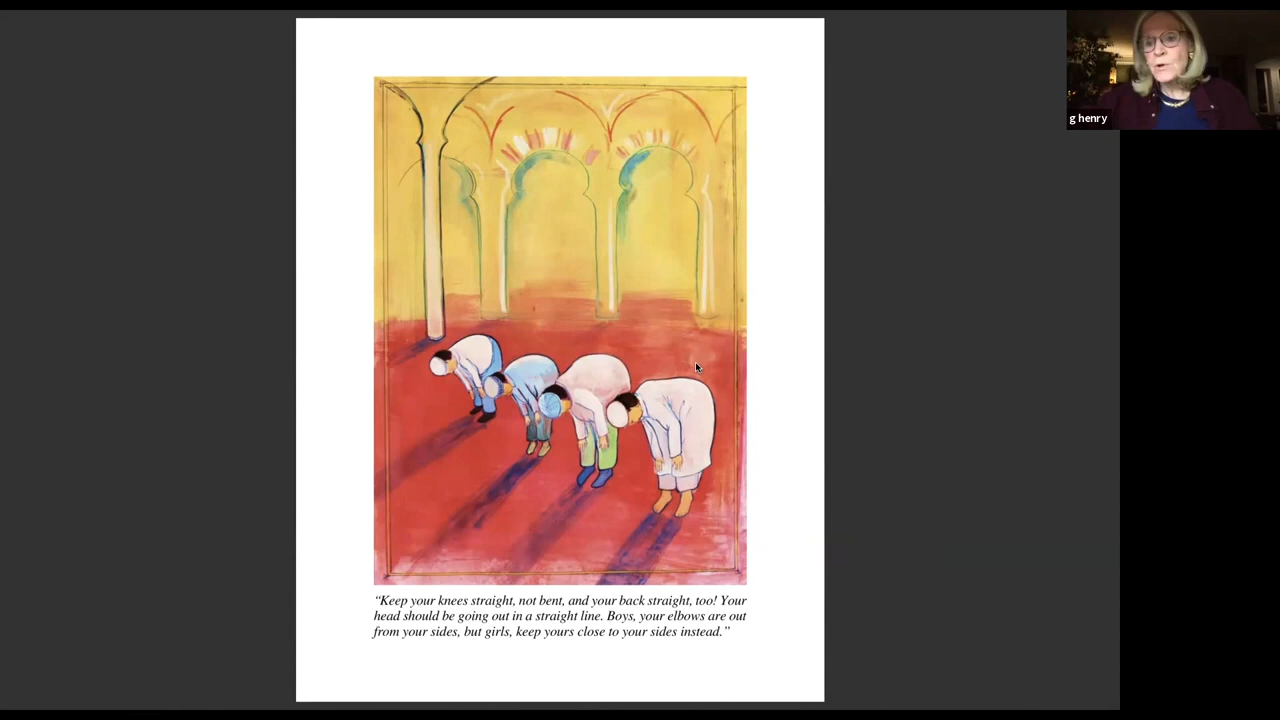 g henry
“Keep your knees straight, not bent, and your back straight, too! Your
head should be going out in a straight line. Boys, your elbows are out
from your sides, but girls, keep yours close to your sides instead.”